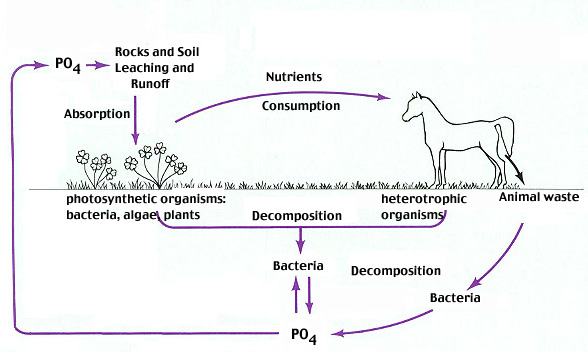 PO4
Rocks and Soil
Leaching and
Runoff
Nutrients
Consumption
Absorption
photosynthetic organisms:
bacteria, algae, plants
heterotrophic
organisms
Animal waste
Decomposition
Bacteria
Decomposition
Bacteria
PO4